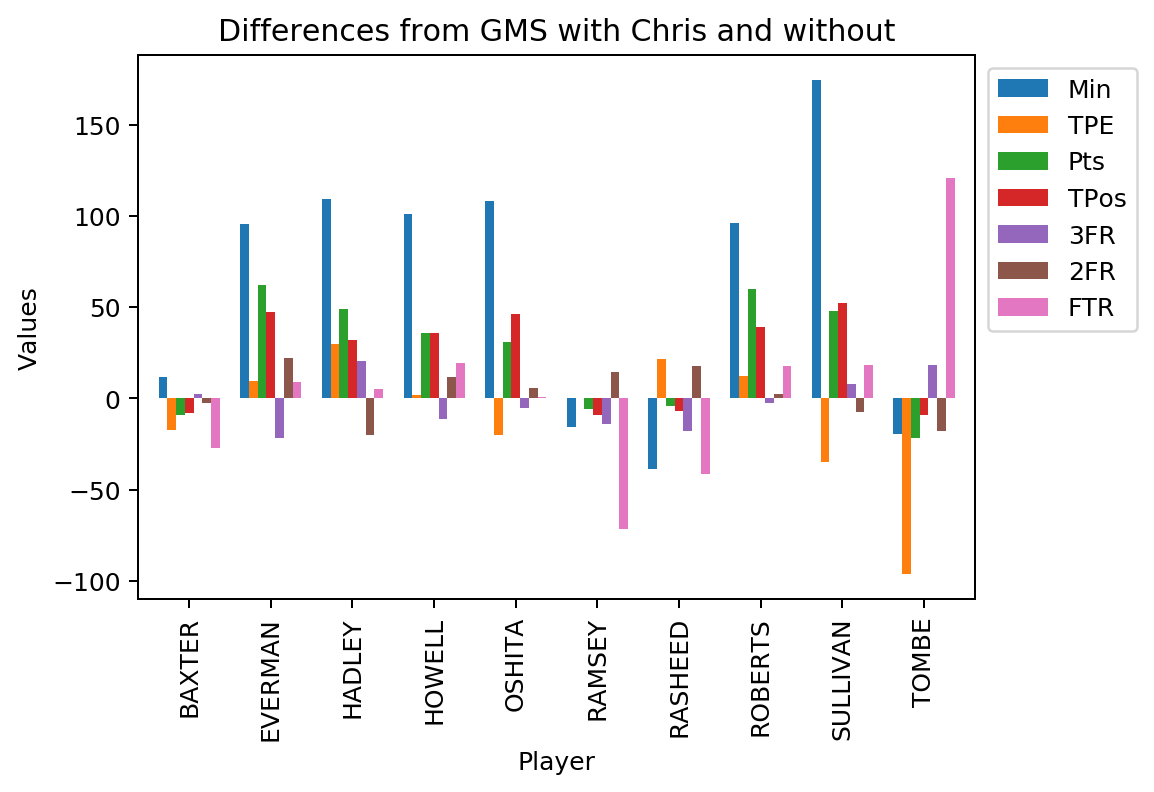 Differences from GMS with Chris and without
Values
150
100
50
0
−50
−100
BAXTER
EVERMAN
HADLEY
HOWELL
OSHITA
RAMSEY
RASHEED
ROBERTS
SULLIVAN
TOMBE
Player
Min
TPE
Pts
TPos
3FR
2FR
FTR